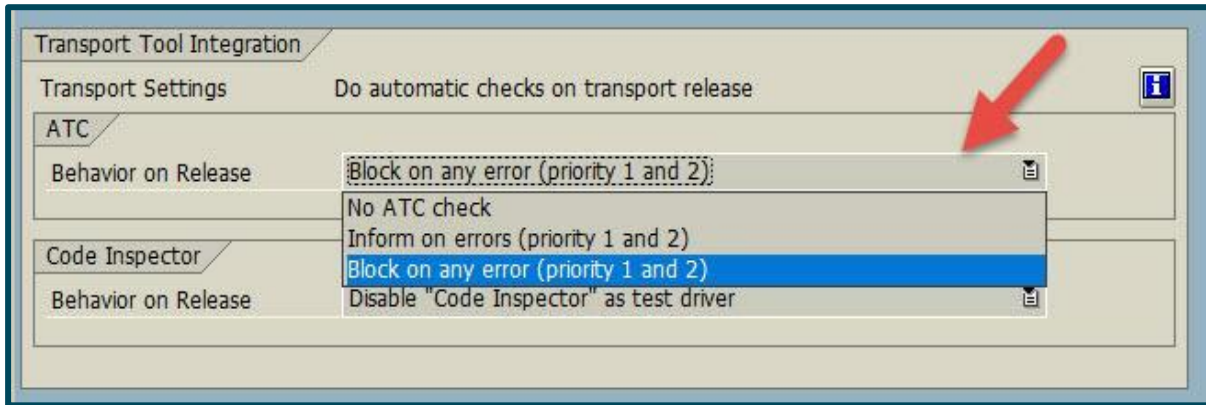 Transport Tool Integration
Transport Settings Do automatic checks on transport release
ATC
Behavior on Release Block on any error (priority 1 and 2)
No ATC check
Inform on errors (priority 1 and 2)
Block on any error (priority 1 and 2)
Code Inspector
Behavior on Release Disable "Code Inspector" as test driver